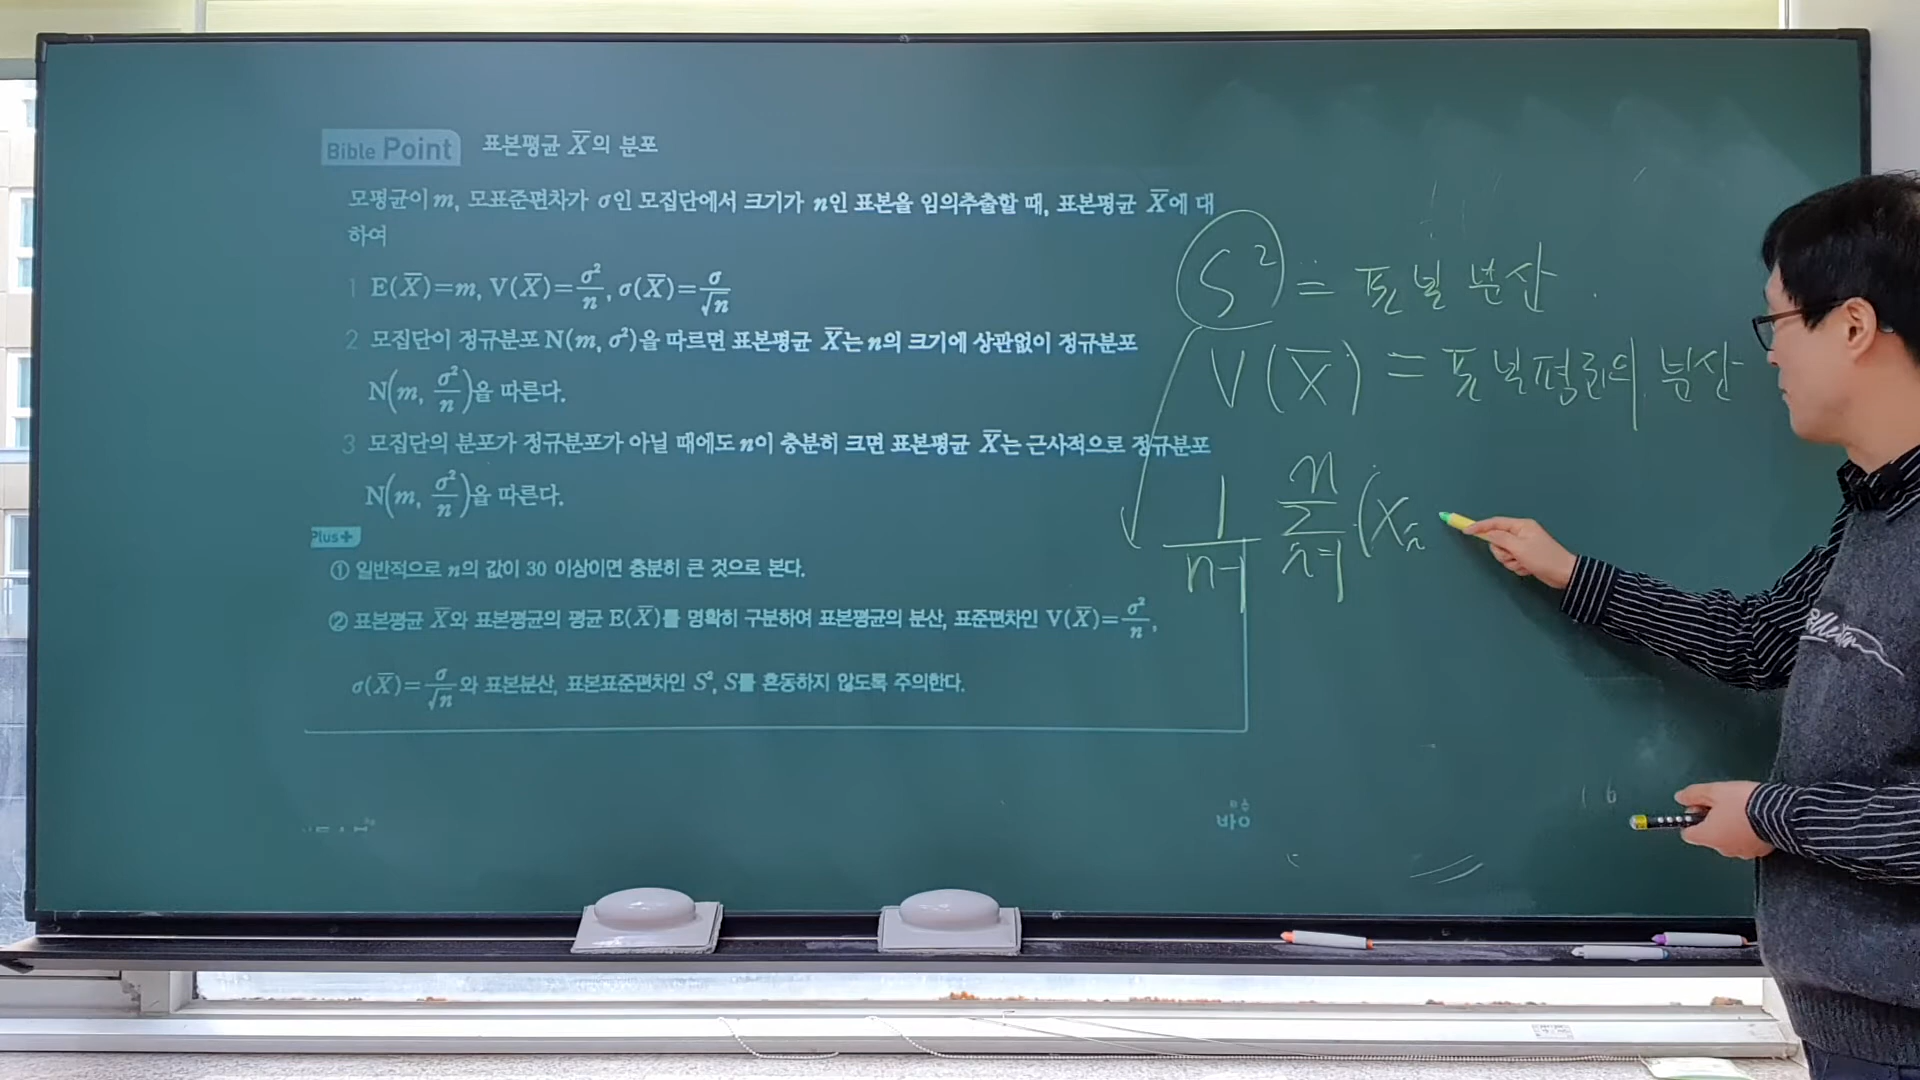 Bible Point 표본평균 X̄의 분포
모평균이 m, 모표준편차가 σ인 모집단에서 크기가 n인 표본을 임의추출할 때, 표본평균 X̄에 대
하여
1 E(X̄)=m, V(X̄)=σ²/n, σ(X̄)=σ/√n
2 모집단이 정규분포 N(m, σ²)을 따르면 표본평균 X̄는 n의 크기에 상관없이 정규분포
N(m, σ²/n)을 따른다.
3 모집단의 분포가 정규분포가 아닐 때에도 n이 충분히 크면 표본평균 X̄는 근사적으로 정규분포
N(m, σ²/n)을 따른다.
Plus+
① 일반적으로 n의 값이 30 이상이면 충분히 큰 것으로 본다.
② 표본평균 X̄와 표본평균의 평균 E(X̄)를 명확히 구분하여 표본평균의 분산, 표준편차인 V(X̄)=σ²/n,
σ(X̄)=σ/√n와 표본분산, 표본표준편차인 S², S를 혼동하지 않도록 주의한다.
S² = 표본분산.
V(X̄) = 표본평균의 분산
1/(n-1) Σ
n
(X